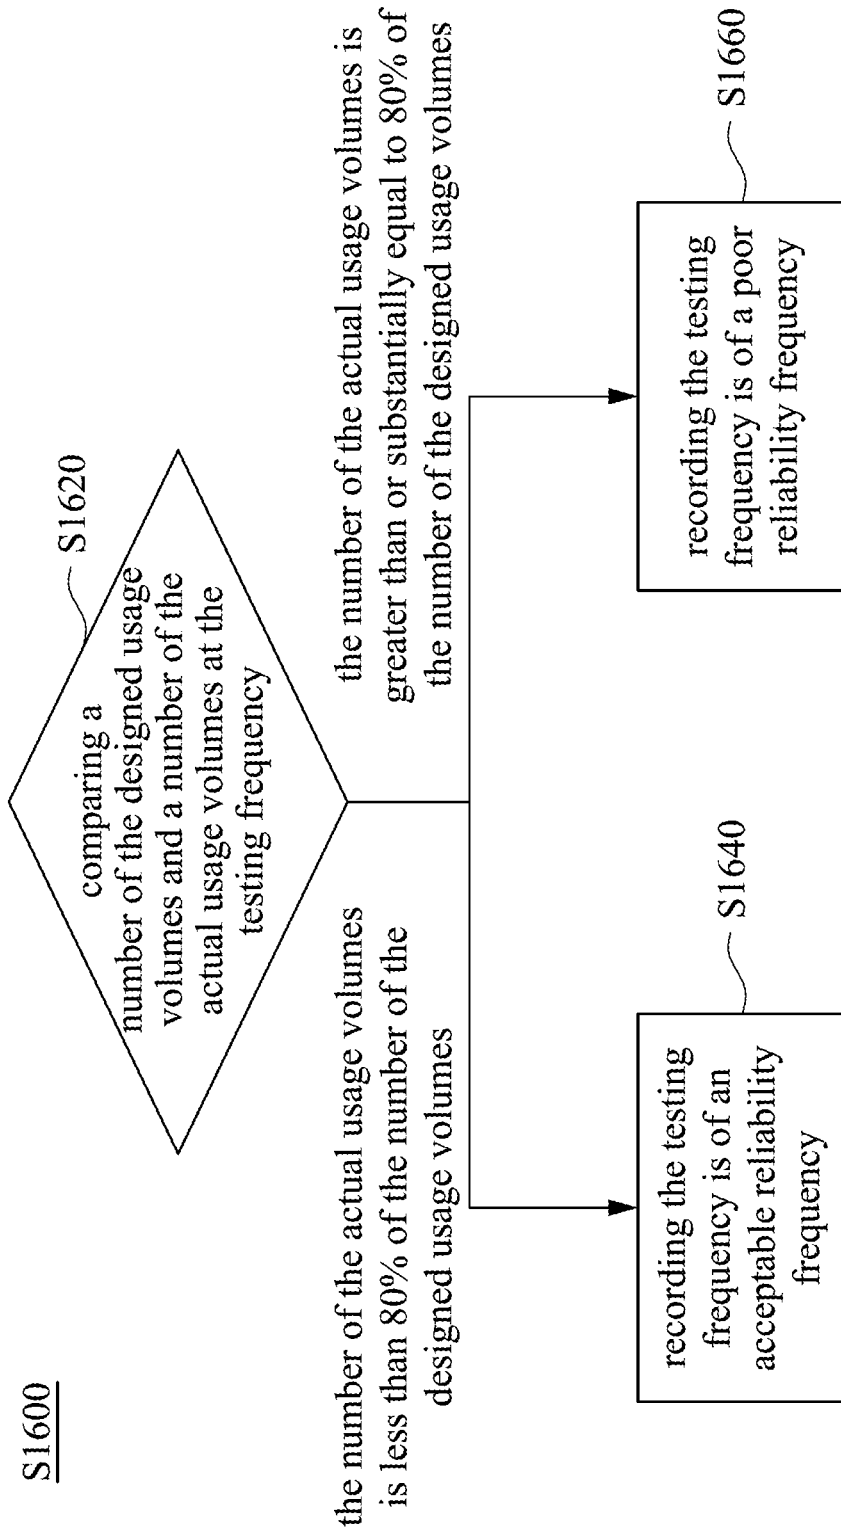 S1600
comparing a
number of the designed usage
volumes and a number of the
actual usage volumes at the
testing frequency
S1620
the number of the actual usage volumes
is less than 80% of the number of the
designed usage volumes
the number of the actual usage volumes is
greater than or substantially equal to 80% of
the number of the designed usage volumes
recording the testing
frequency is of an
acceptable reliability
frequency
S1640
recording the testing
frequency is of a poor
reliability frequency
S1660